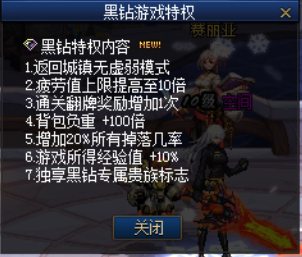 黑钻游戏特权
赛丽亚
黑钻特权内容 NEW!
1.返回城镇无虚弱模式
2.疲劳值上限提高至10倍
3.通关翻牌奖励增加1次
4.背包负重 +100倍
5.增加20%所有掉落几率
6.游戏所得经验值 +10%
7.独享黑钻专属贵族标志
关闭